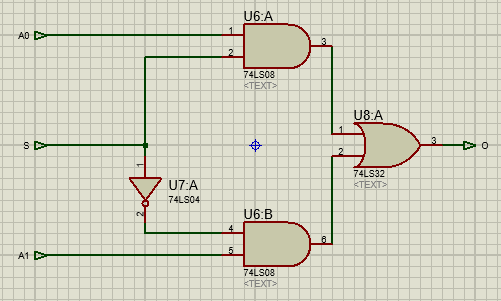 U6:A
A0
1
3
2
74LS08
<TEXT>
U8:A
1
S
3
O
2
1
U7:A
74LS32
<TEXT>
74LS04
2
U6:B
4
6
5
A1
74LS08
<TEXT>